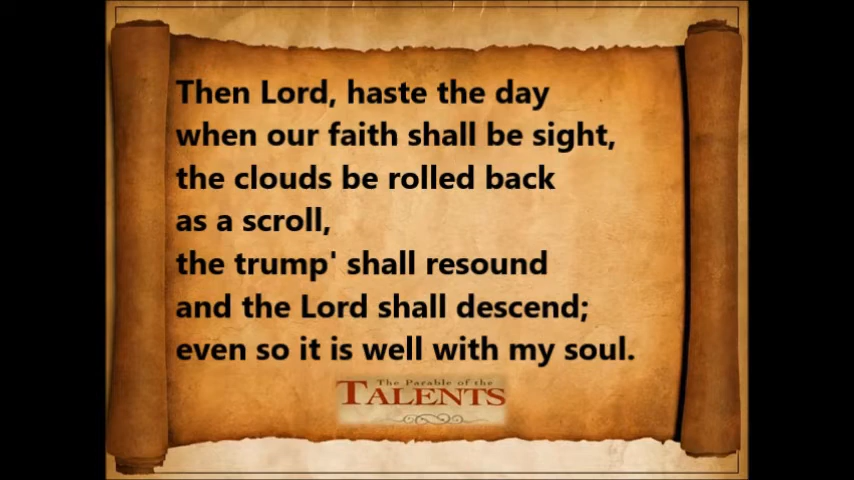 Then Lord, haste the day
when our faith shall be sight,
the clouds be rolled back
as a scroll,
the trump' shall resound
and the Lord shall descend;
even so it is well with my soul.
The Parable of the
TALENTS